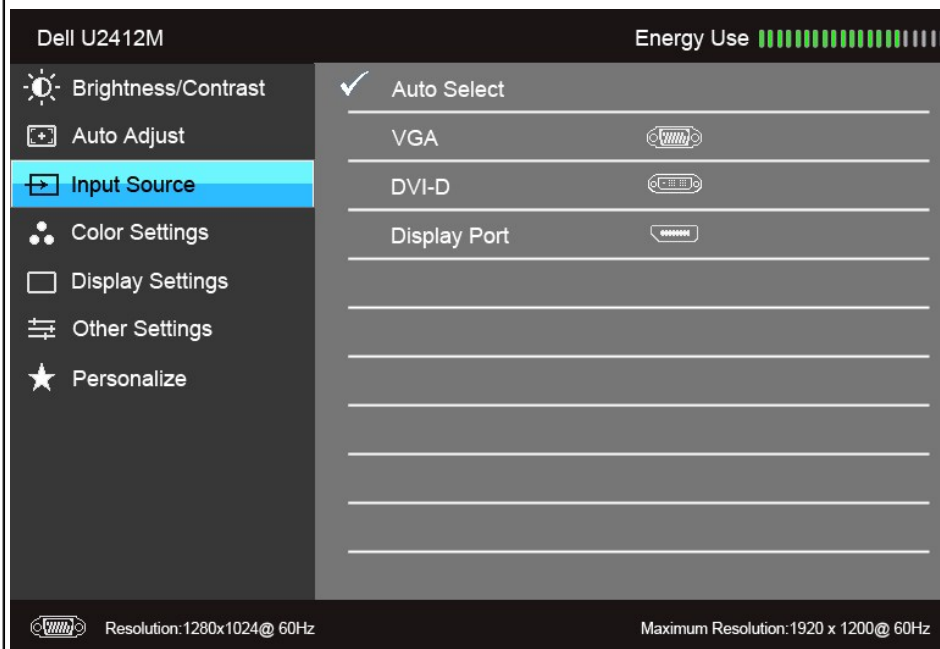 Dell U2412M
Energy Use
Brightness/Contrast
Auto Adjust
Input Source
Color Settings
Display Settings
Other Settings
Personalize
Auto Select
VGA
DVI-D
Display Port
Resolution:1280x1024@ 60Hz
Maximum Resolution:1920 x 1200@ 60Hz